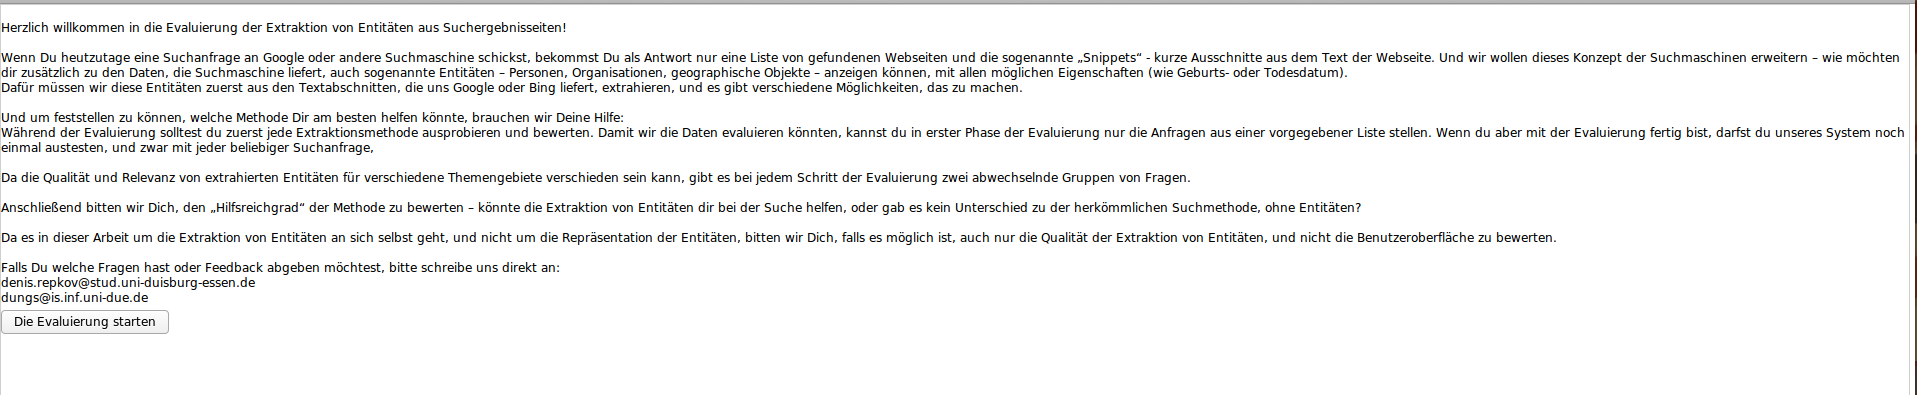 Herzlich willkommen in die Evaluierung der Extraktion von Entitäten aus Suchergebnisseiten!
Wenn Du heutzutage eine Suchanfrage an Google oder andere Suchmaschine schickst, bekommst Du als Antwort nur eine Liste von gefundenen Webseiten und die sogenannte „Snippets“ - kurze Ausschnitte aus dem Text der Webseite. Und wir wollen dieses Konzept der Suchmaschinen erweitern – wie möchten
dir zusätzlich zu den Daten, die Suchmaschine liefert, auch sogenannte Entitäten – Personen, Organisationen, geographische Objekte – anzeigen können, mit allen möglichen Eigenschaften (wie Geburts- oder Todesdatum).
Dafür müssen wir diese Entitäten zuerst aus den Textabschnitten, die uns Google oder Bing liefert, extrahieren, und es gibt verschiedene Möglichkeiten, das zu machen.
Und um feststellen zu können, welche Methode Dir am besten helfen könnte, brauchen wir Deine Hilfe:
Während der Evaluierung solltest du zuerst jede Extraktionsmethode ausprobieren und bewerten. Damit wir die Daten evaluieren könnten, kannst du in erster Phase der Evaluierung nur die Anfragen aus einer vorgegebener Liste stellen. Wenn du aber mit der Evaluierung fertig bist, darfst du unseres System noch
einmal austesten, und zwar mit jeder beliebiger Suchanfrage,
Da die Qualität und Relevanz von extrahierten Entitäten für verschiedene Themengebiete verschieden sein kann, gibt es bei jedem Schritt der Evaluierung zwei abwechselnde Gruppen von Fragen.
Anschließend bitten wir Dich, den „Hilfsreichgrad“ der Methode zu bewerten – könnte die Extraktion von Entitäten dir bei der Suche helfen, oder gab es kein Unterschied zu der herkömmlichen Suchmethode, ohne Entitäten?
Da es in dieser Arbeit um die Extraktion von Entitäten an sich selbst geht, und nicht um die Repräsentation der Entitäten, bitten wir Dich, falls es möglich ist, auch nur die Qualität der Extraktion von Entitäten, und nicht die Benutzeroberfläche zu bewerten.
Falls Du welche Fragen hast oder Feedback abgeben möchtest, bitte schreibe uns direkt an:
denis.repkov@stud.uni-duisburg-essen.de
dungs@is.inf.uni-due.de
Die Evaluierung starten